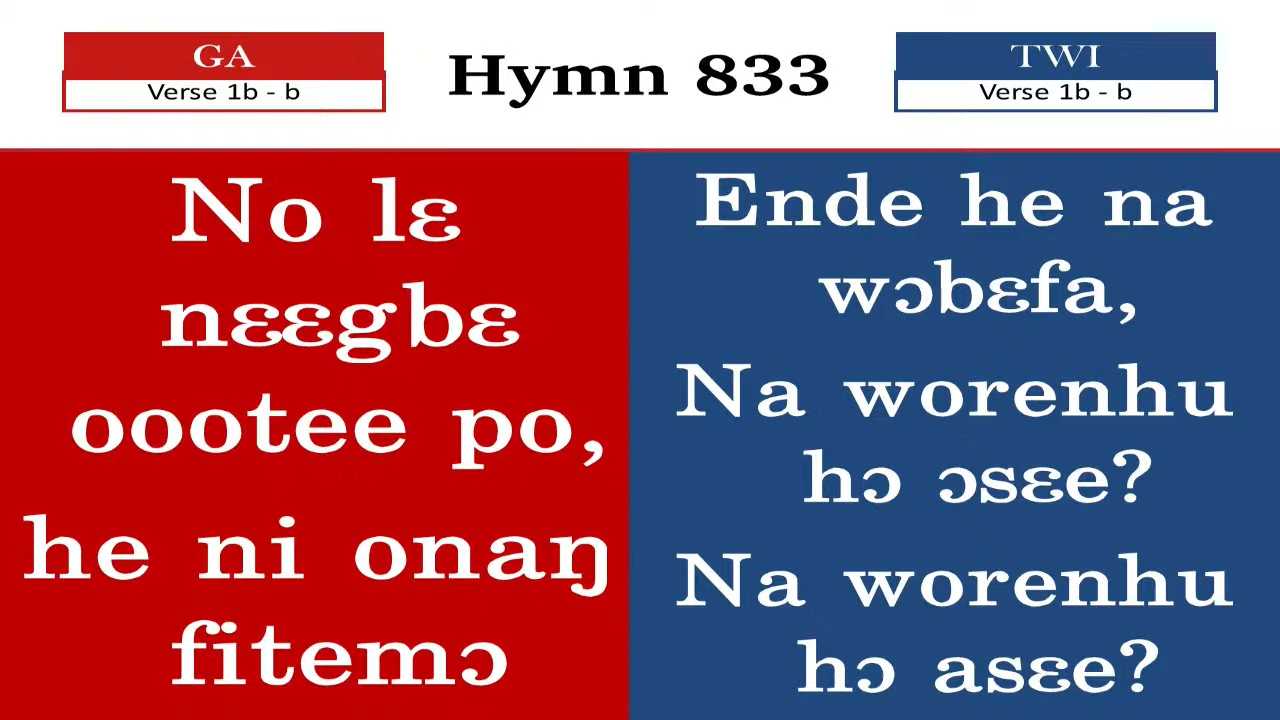 GA
Verse 1b - b
Hymn 833
TWI
Verse 1b - b
No lɛ
nɛɛgbɛ
oootee po,
he ni onaŋ
fitemɔ
Ende he na
wɔbɛfa,
Na worenhu
hɔ ɔsɛe?
Na worenhu
hɔ asɛe?